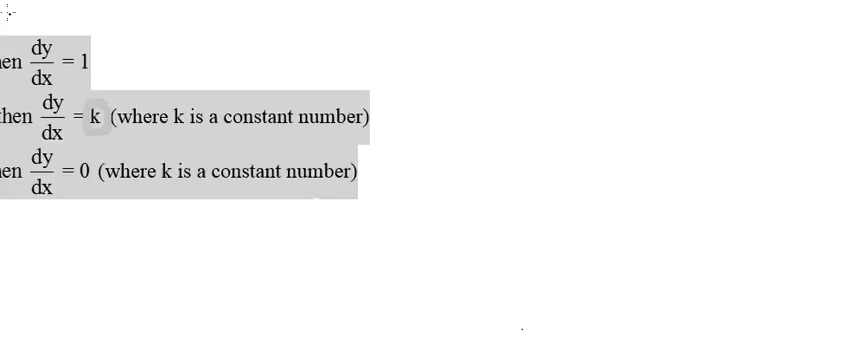 en dy/dx = 1
then dy/dx = k (where k is a constant number)
en dy/dx = 0 (where k is a constant number)